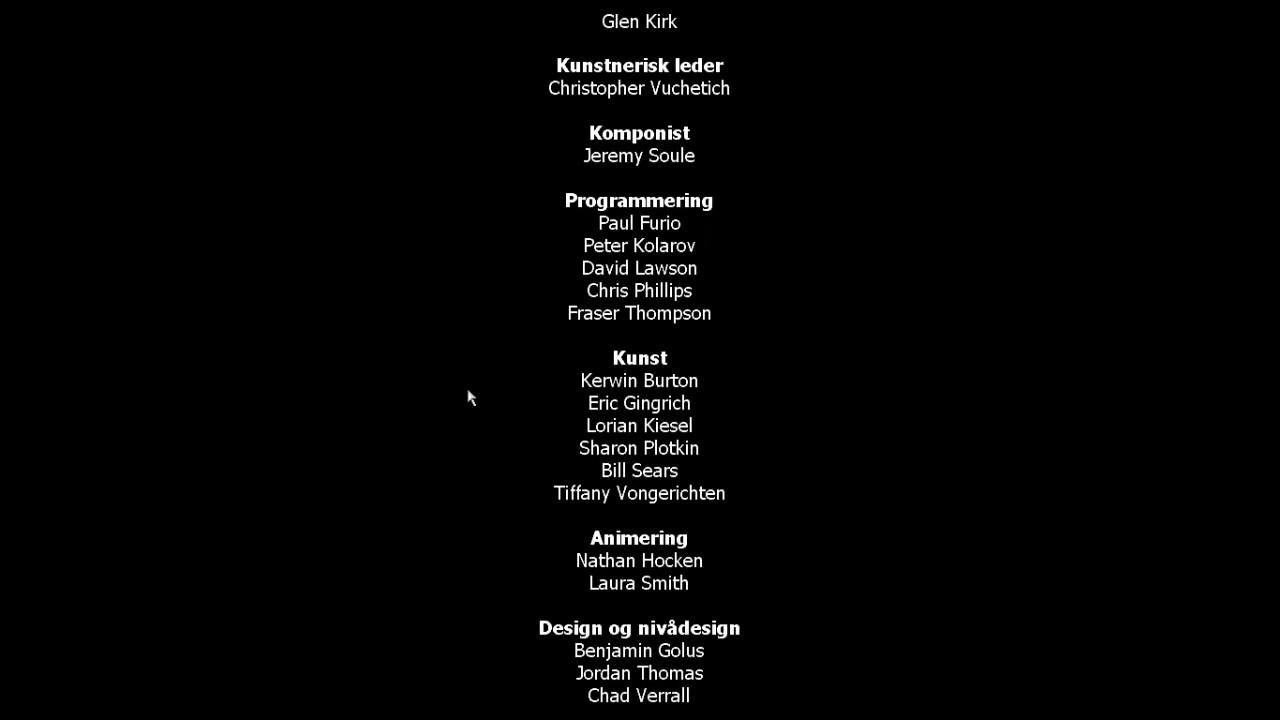 Glen Kirk
Kunstnerisk leder
Christopher Vuchetich
Komponist
Jeremy Soule
Programmering
Paul Furio
Peter Kolarov
David Lawson
Chris Phillips
Fraser Thompson
Kunst
Kerwin Burton
Eric Gingrich
Lorian Kiesel
Sharon Plotkin
Bill Sears
Tiffany Vongerichten
Animering
Nathan Hocken
Laura Smith
Design og nivådesign
Benjamin Golus
Jordan Thomas
Chad Verrall